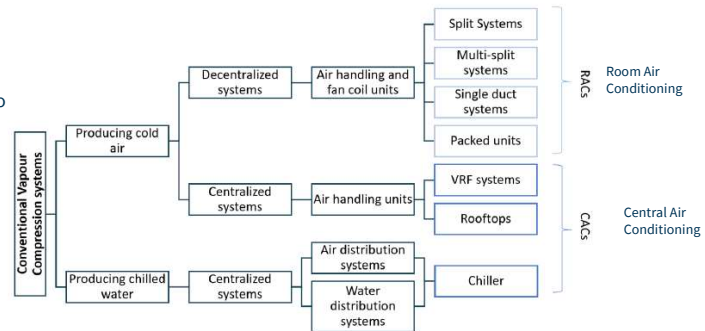 Conventional Vapour
Compression systems
Producing cold
air
Producing chilled
water
Decentralized
systems
Centralized
systems
Centralized
systems
Air handling and
fan coil units
Air handling units
Air distribution
systems
Water
distribution
systems
Split Systems
Multi-split
systems
Single duct
systems
Packed units
VRF systems
Rooftops
Chiller
RACs
Room Air
Conditioning
CACs
Central Air
Conditioning